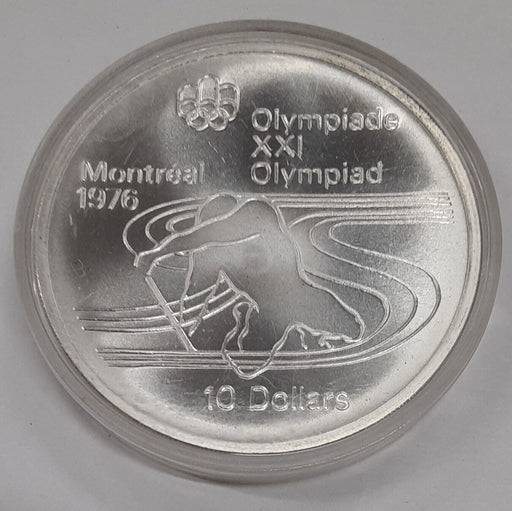 Olympiade
XXI
Olympiad
Montréal
1976
10 Dollars